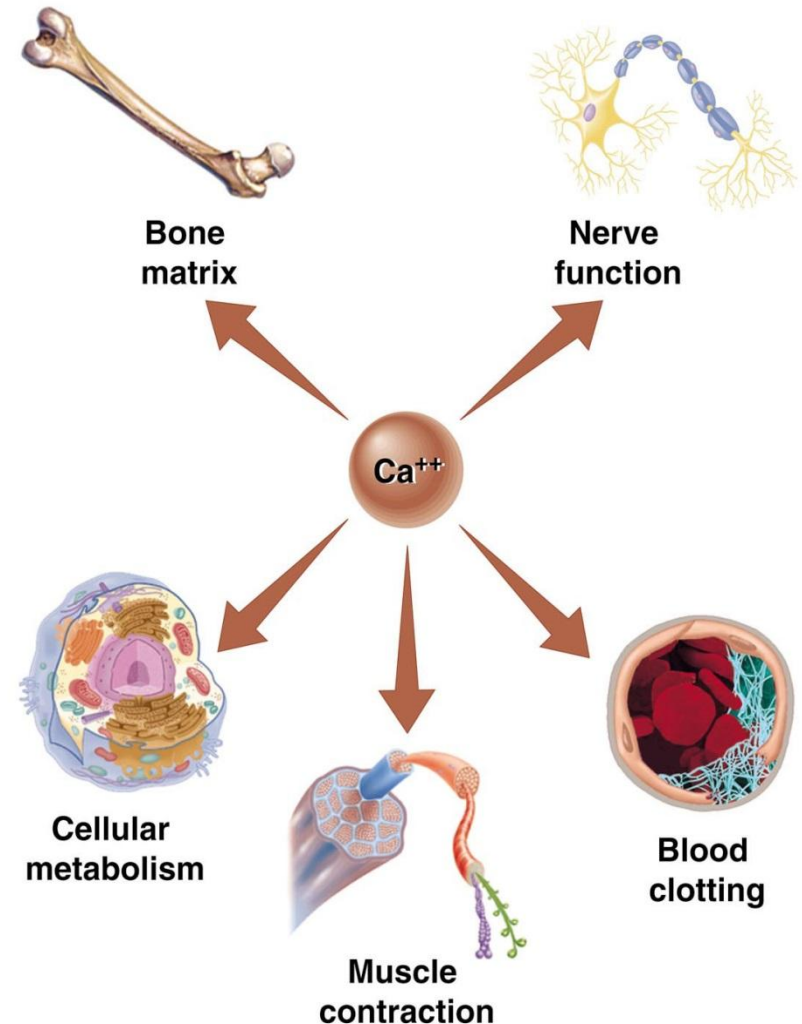 Bone
matrix
Nerve
function
Ca⁺⁺
Cellular
metabolism
Muscle
contraction
Blood
clotting